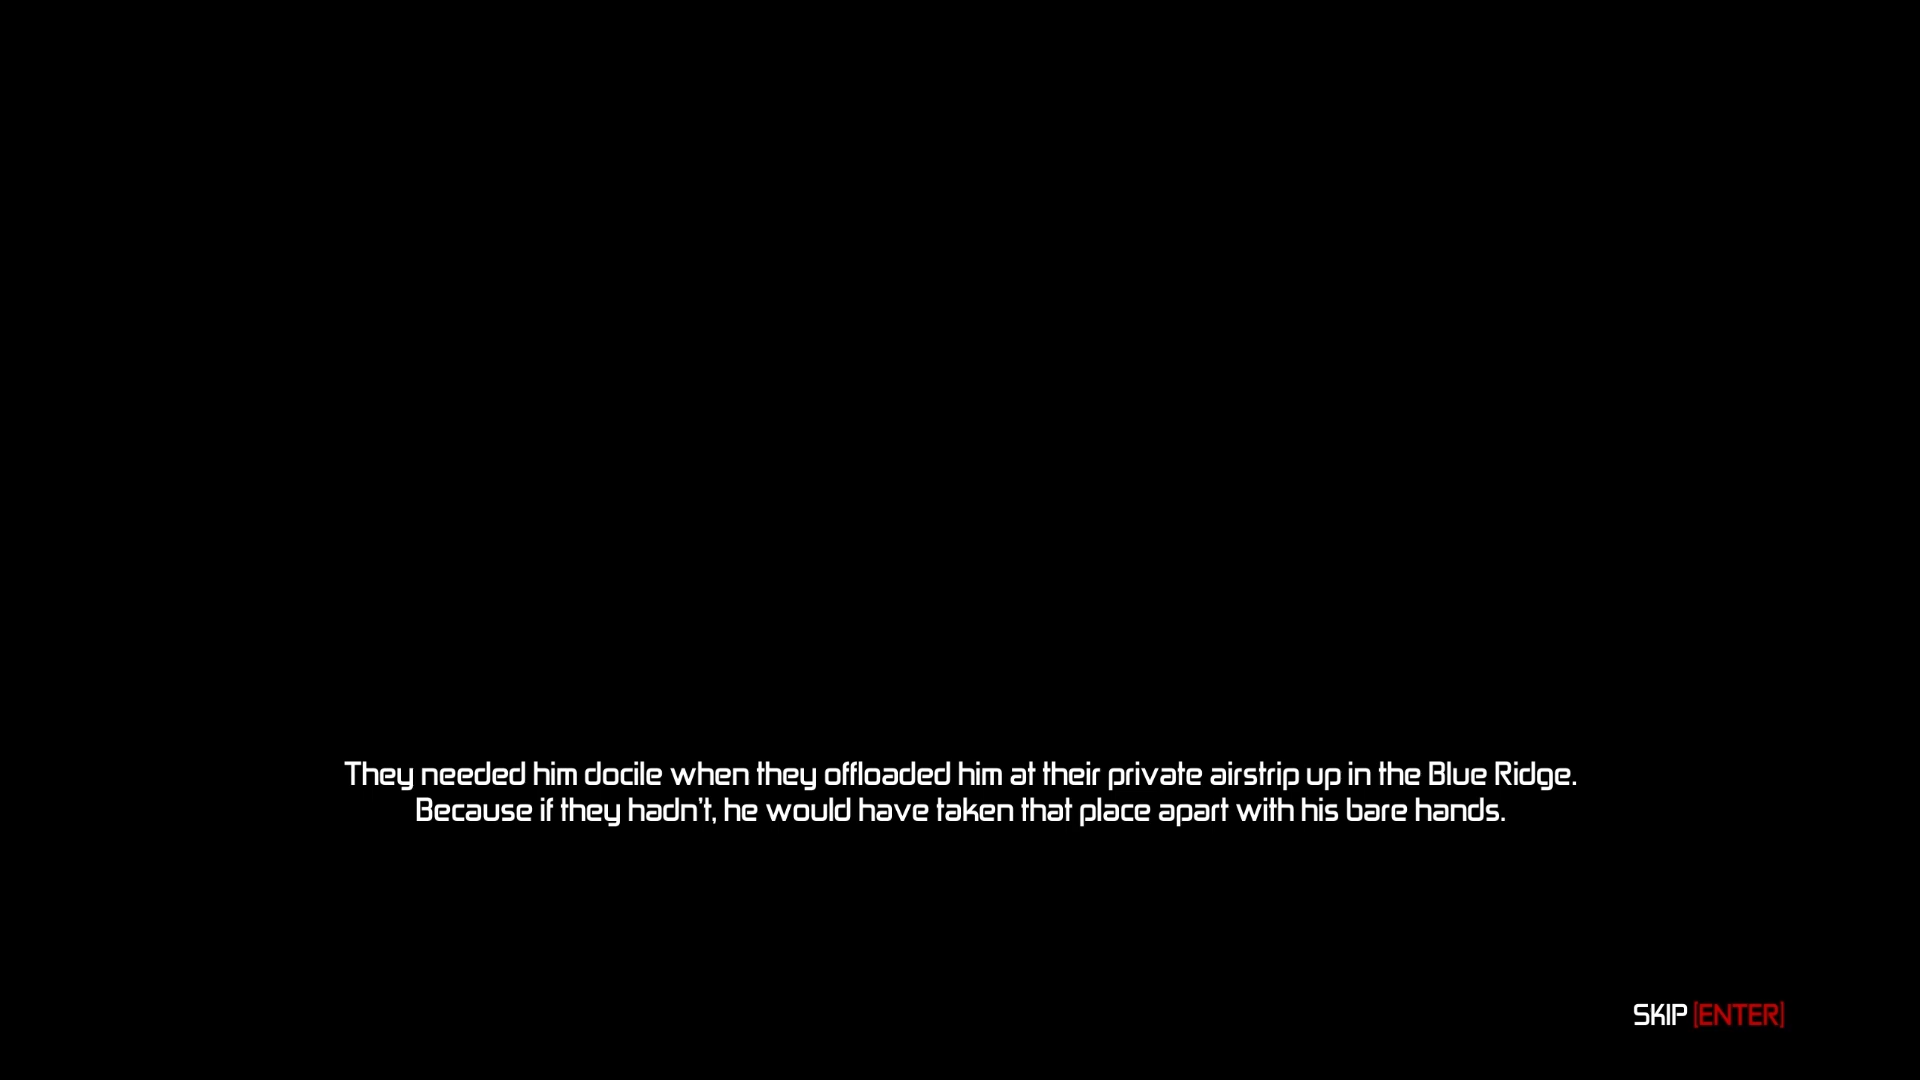 They needed him docile when they offloaded him at their private airstrip up in the Blue Ridge.
Because if they hadn't, he would have taken that place apart with his bare hands.
SKIP [ENTER]